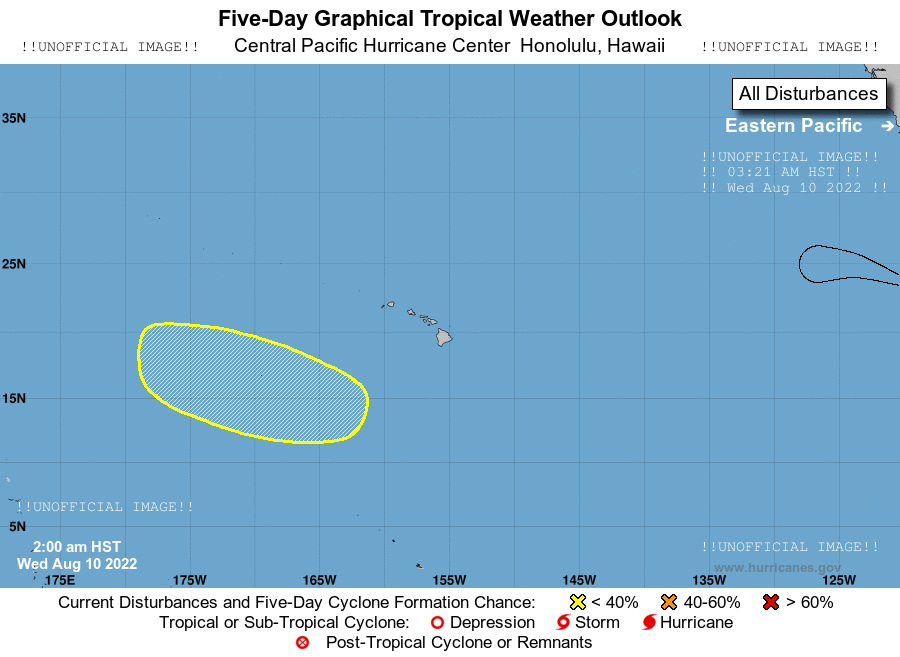 Five-Day Graphical Tropical Weather Outlook
!!UNOFFICIAL IMAGE!! Central Pacific Hurricane Center Honolulu, Hawaii !!UNOFFICIAL IMAGE!!
All Disturbances
35N
Eastern Pacific
!!UNOFFICIAL IMAGE!!
!! 03:21 AM HST !!
!! Wed Aug 10 2022 !!
25N
15N
!!UNOFFICIAL IMAGE!!
5N
2:00 am HST
Wed Aug 10 2022
!!UNOFFICIAL IMAGE!!
www.hurricanes.gov
175E 175W 165W 155W 145W 135W 125W
Current Disturbances and Five-Day Cyclone Formation Chance: < 40% 40-60% > 60%
Tropical or Sub-Tropical Cyclone: Depression Storm Hurricane
Post-Tropical Cyclone or Remnants